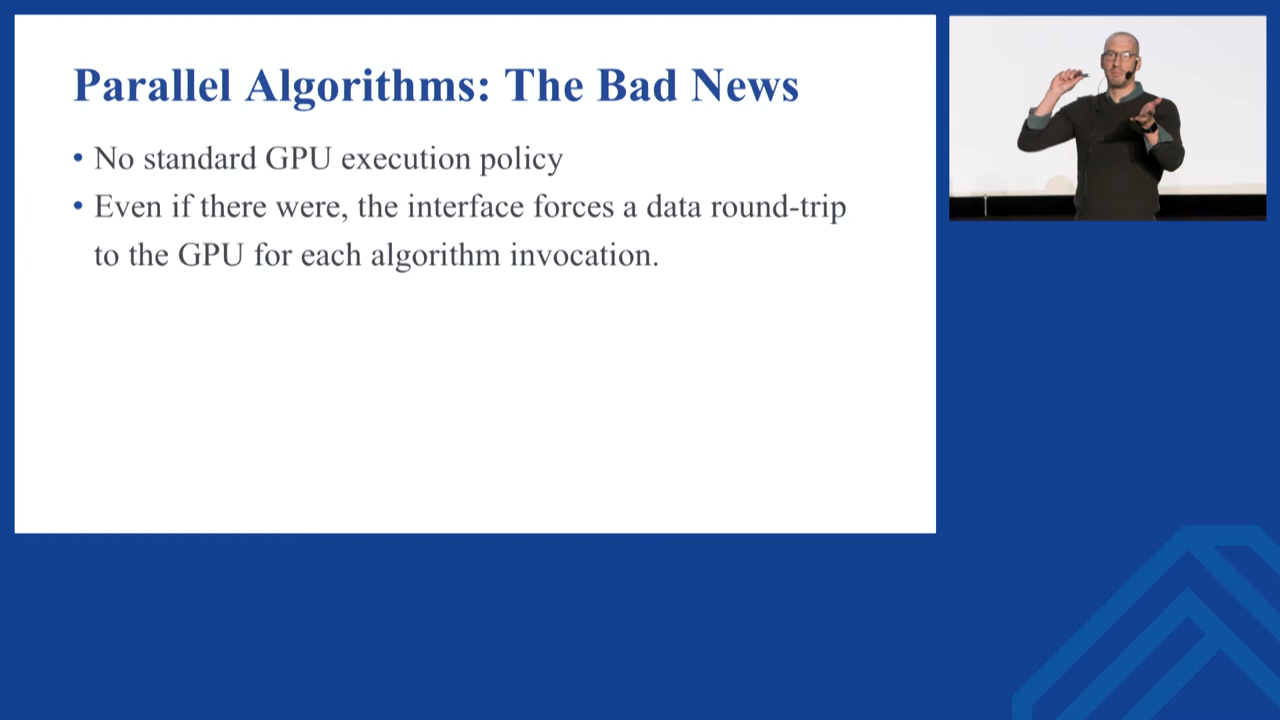 Parallel Algorithms: The Bad News
• No standard GPU execution policy
• Even if there were, the interface forces a data round-trip
to the GPU for each algorithm invocation.